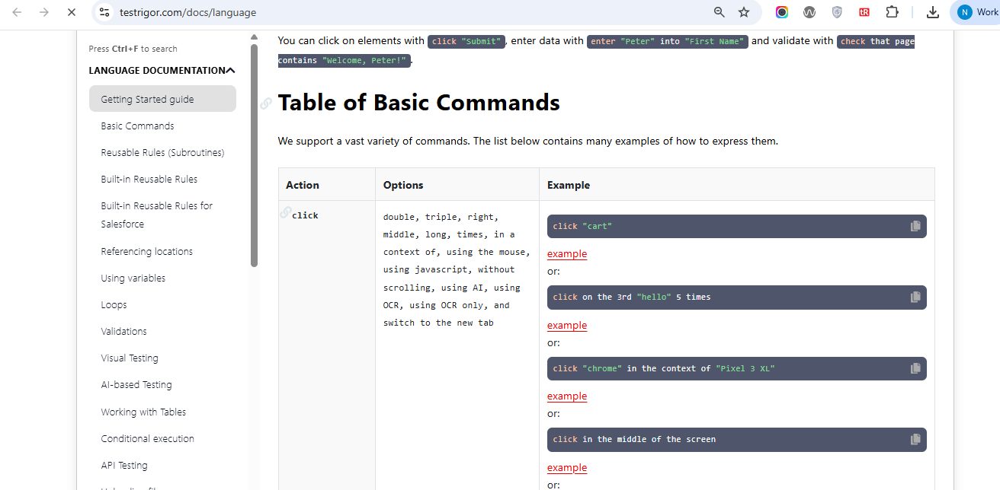 testrigor.com/docs/language
tR
N
Work
Press Ctrl+F to search
LANGUAGE DOCUMENTATION
Getting Started guide
Basic Commands
Reusable Rules (Subroutines)
Built-in Reusable Rules
Built-in Reusable Rules for
Salesforce
Referencing locations
Using variables
Loops
Validations
Visual Testing
AI-based Testing
Working with Tables
Conditional execution
API Testing
You can click on elements with click "Submit", enter data with enter "Peter" into "First Name" and validate with check that page
contains "Welcome, Peter!".
Table of Basic Commands
We support a vast variety of commands. The list below contains many examples of how to express them.
Action
Options
Example
click
double, triple, right,
middle, long, times, in a
context of, using the mouse,
using javascript, without
scrolling, using AI, using
OCR, using OCR only, and
switch to the new tab
click "cart"
example
or:
click on the 3rd "hello" 5 times
example
or:
click "chrome" in the context of "Pixel 3 XL"
example
or:
click in the middle of the screen
example
or: